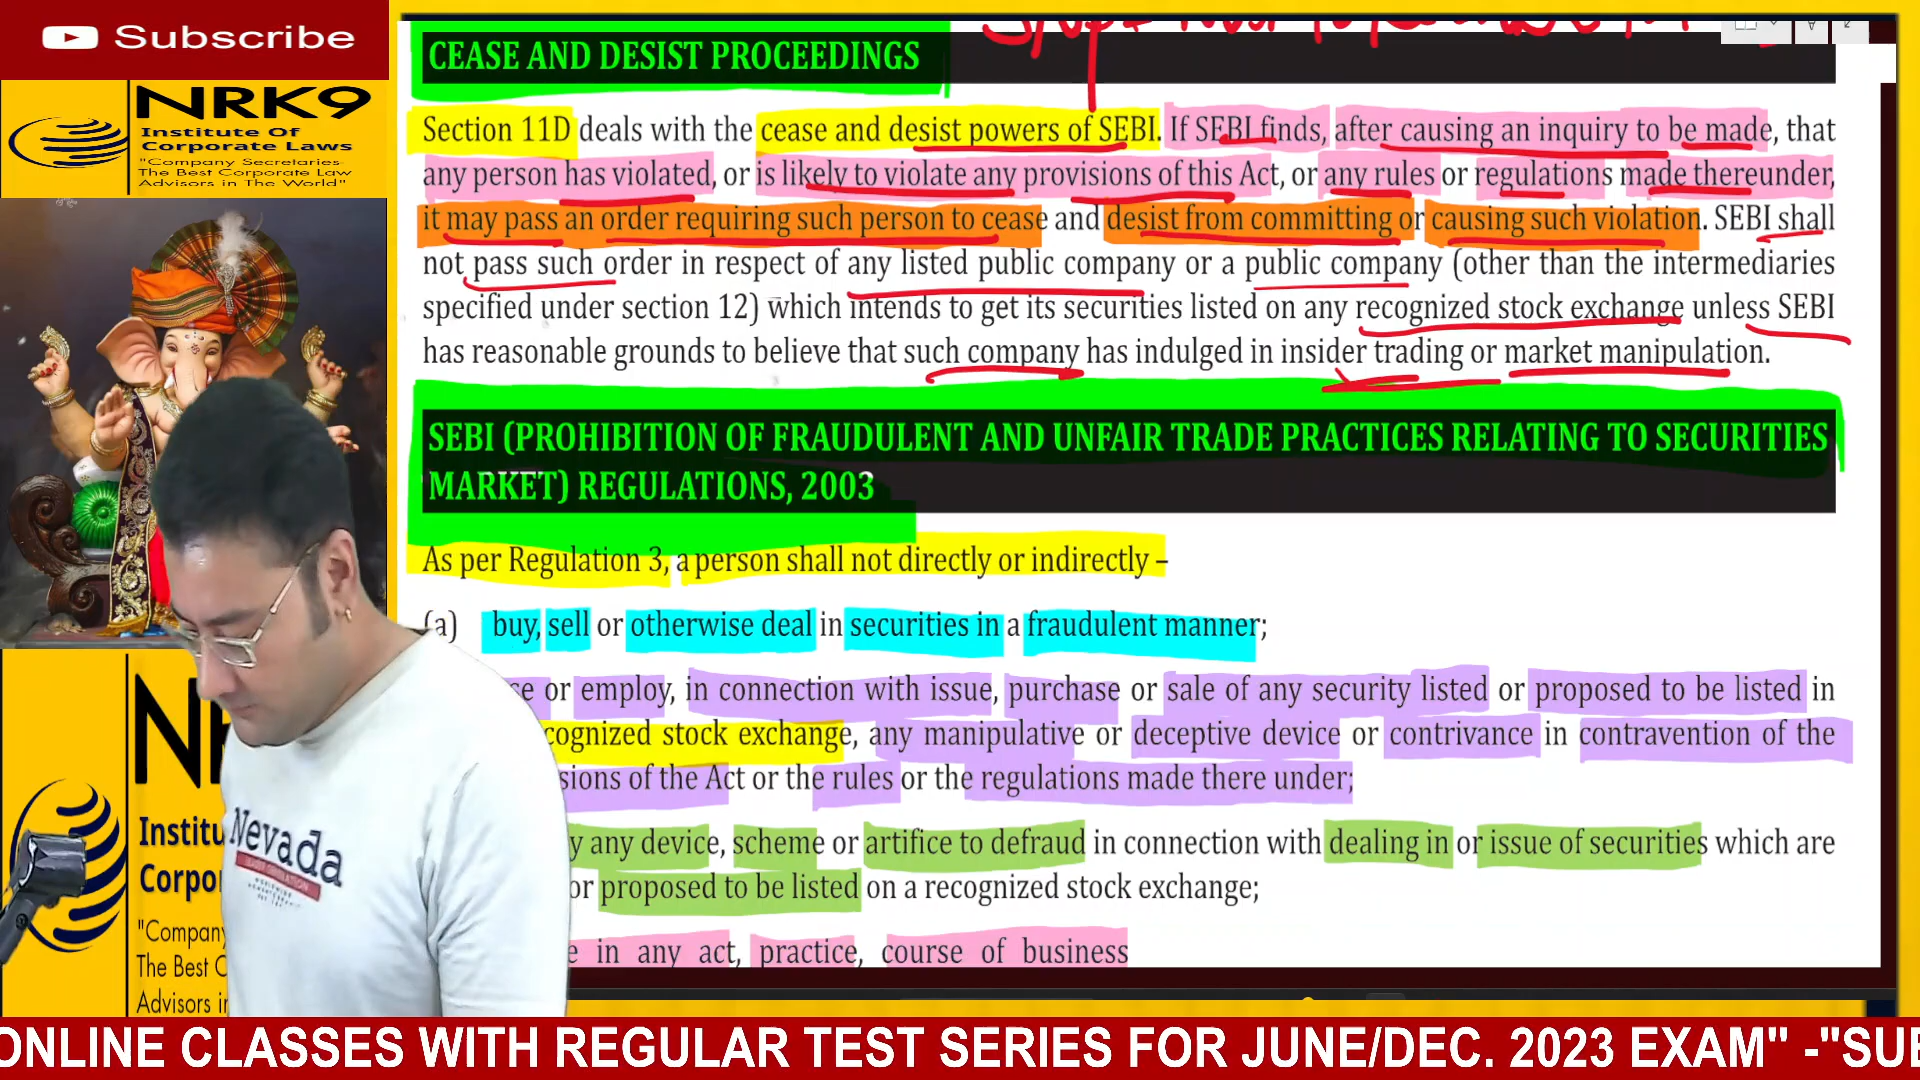 Subscribe
NRK9
Institute Of
Corporate Laws
"Company Secretaries-
The Best Corporate Law
Advisors in The World"
CEASE AND DESIST PROCEEDINGS
Section 11D deals with the cease and desist powers of SEBI. If SEBI finds, after causing an inquiry to be made, that
any person has violated, or is likely to violate any provisions of this Act, or any rules or regulations made thereunder,
it may pass an order requiring such person to cease and desist from committing or causing such violation. SEBI shall
not pass such order in respect of any listed public company or a public company (other than the intermediaries
specified under section 12) which intends to get its securities listed on any recognized stock exchange unless SEBI
has reasonable grounds to believe that such company has indulged in insider trading or market manipulation.
SEBI (PROHIBITION OF FRAUDULENT AND UNFAIR TRADE PRACTICES RELATING TO SECURITIES
MARKET) REGULATIONS, 2003
As per Regulation 3, a person shall not directly or indirectly –
(a) buy, sell or otherwise deal in securities in a fraudulent manner;
or employ, in connection with issue, purchase or sale of any security listed or proposed to be listed in
cognized stock exchange, any manipulative or deceptive device or contrivance in contravention of the
sions of the Act or the rules or the regulations made there under;
y any device, scheme or artifice to defraud in connection with dealing in or issue of securities which are
or proposed to be listed on a recognized stock exchange;
e in any act, practice, course of business
Institu
Corpo
"Company
The Best C
Advisors in
Nevada
ONLINE CLASSES WITH REGULAR TEST SERIES FOR JUNE/DEC. 2023 EXAM" -"SU